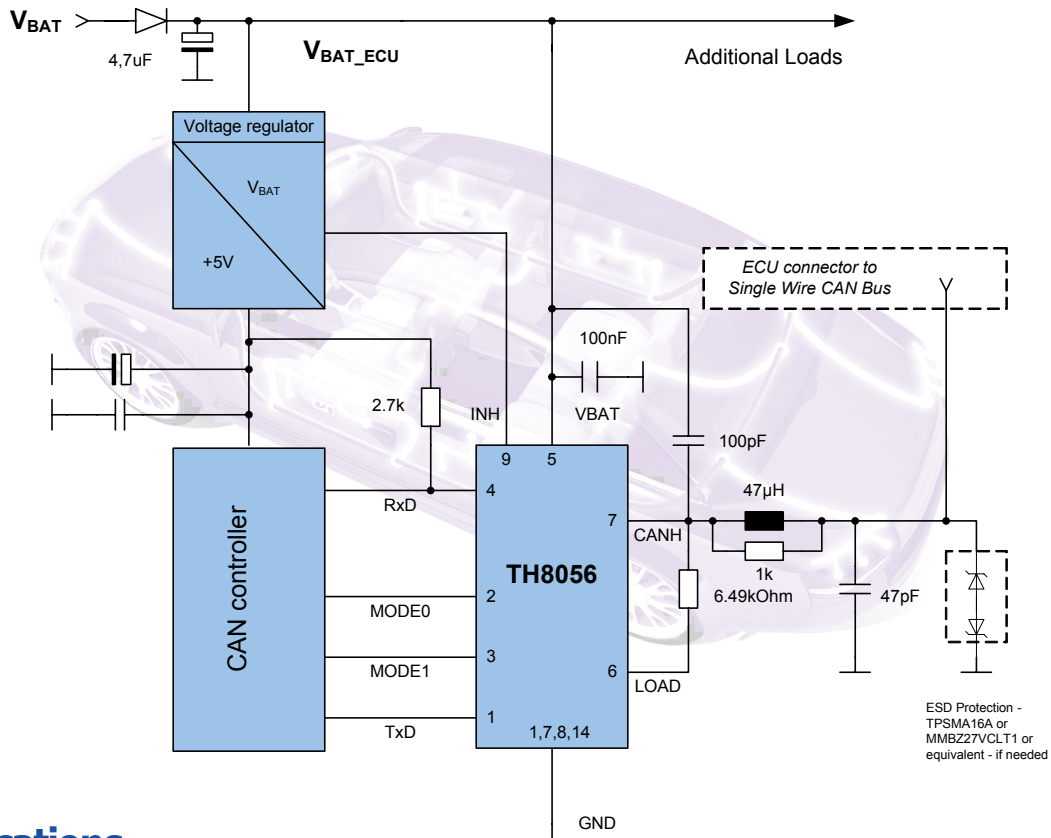 VBAT
4,7uF
VBAT_ECU
Additional Loads
Voltage regulator
VBAT
+5V
ECU connector to
Single Wire CAN Bus
100nF
2.7k
INH
VBAT
100pF
9
5
4
RxD
47µH
7
CANH
1k
TH8056
6.49kOhm
47pF
CAN controller
2
MODE0
3
MODE1
6
LOAD
1
TxD
1,7,8,14
ESD Protection -
TPSMA16A or
MMBZ27VCLT1 or
equivalent - if needed
GND